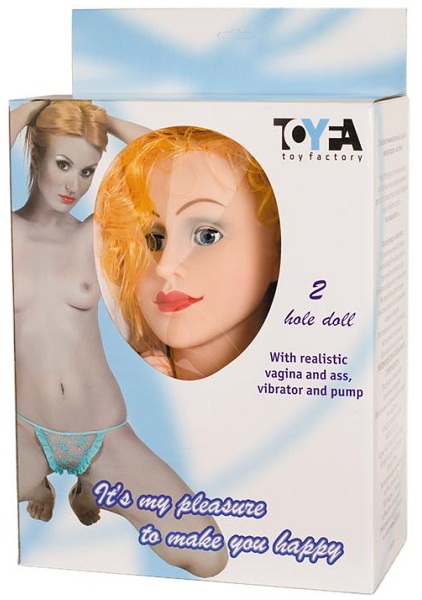 TOYFA
toy factory
2
hole doll
With realistic
vagina and ass,
vibrator and pump
It's my pleasure
to make you happy